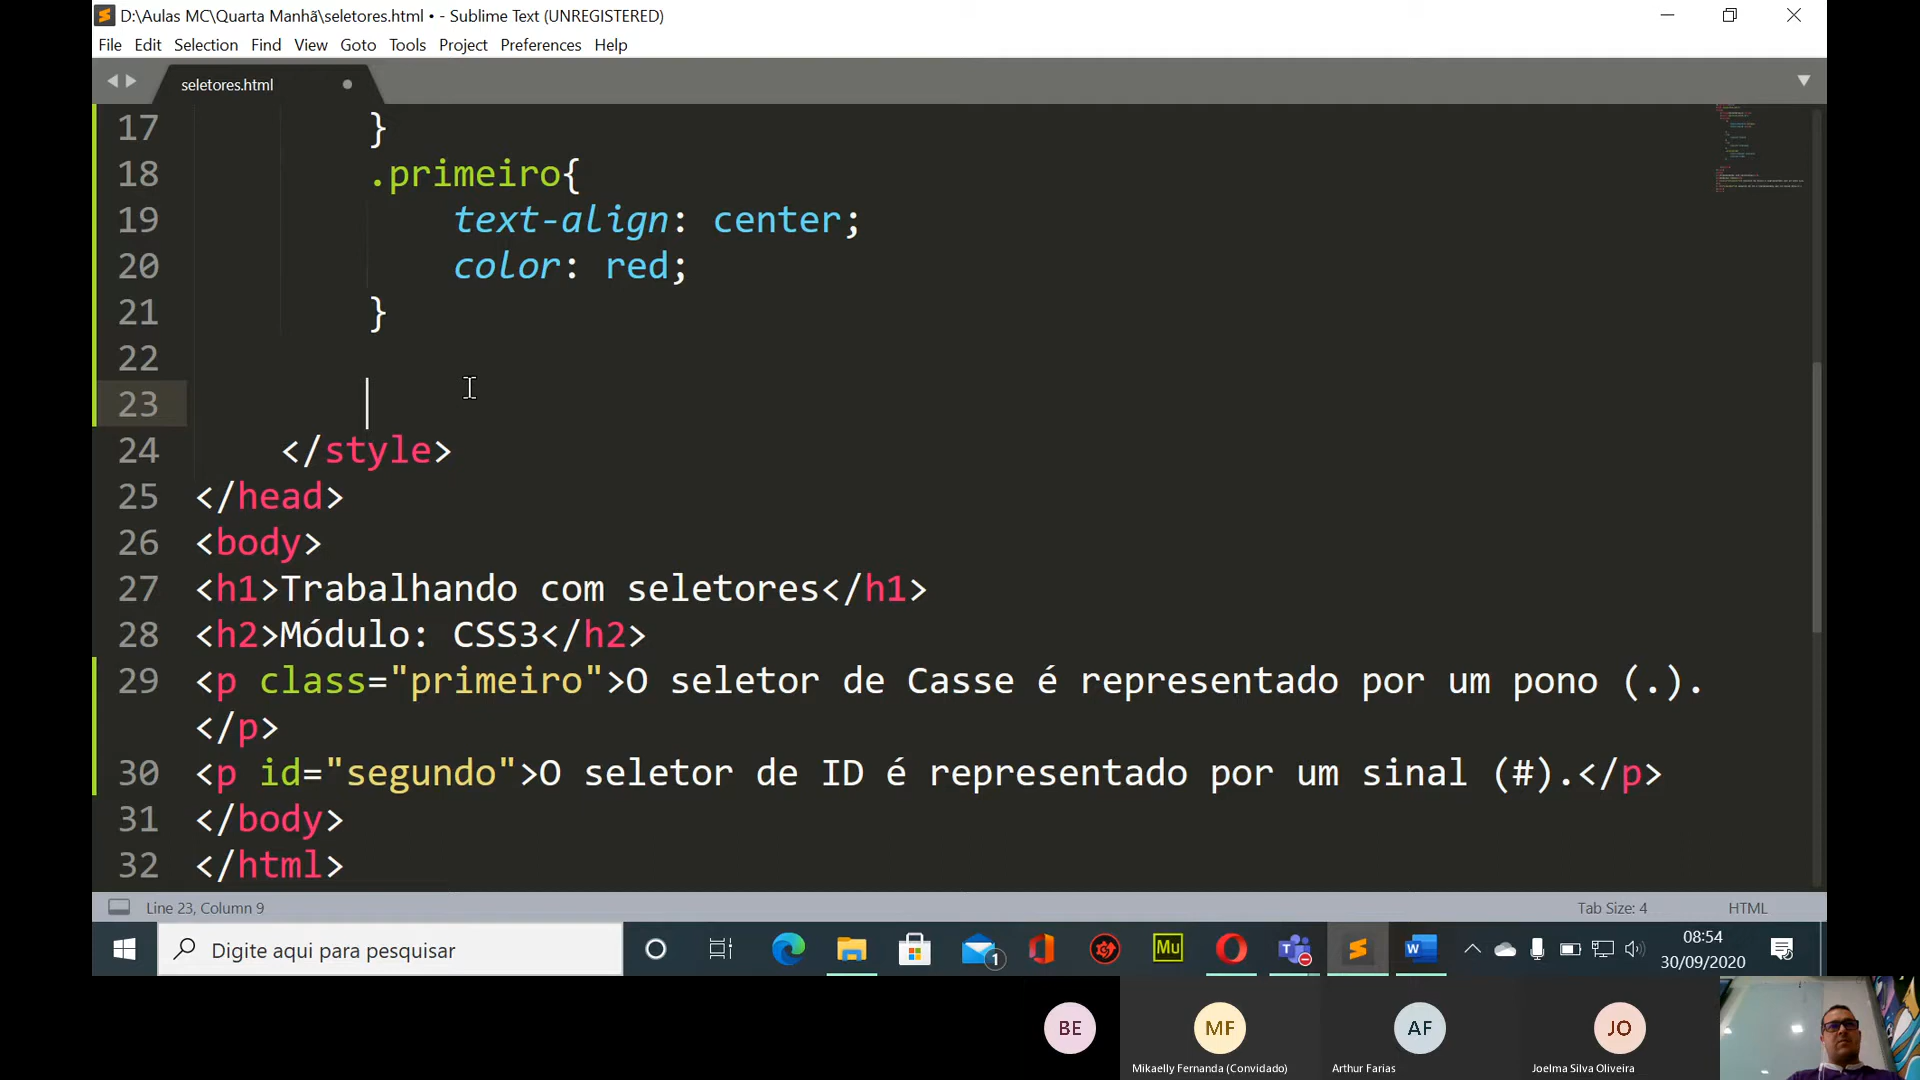 D:\Aulas MC\Quarta Manhã\seletores.html • - Sublime Text (UNREGISTERED)
File Edit Selection Find View Goto Tools Project Preferences Help
seletores.html
17 }
18 .primeiro{
19 text-align: center;
20 color: red;
21 }
22
23
24 </style>
25 </head>
26 <body>
27 <h1>Trabalhando com seletores</h1>
28 <h2>Módulo: CSS3</h2>
29 <p class="primeiro">O seletor de Casse é representado por um pono (.).
</p>
30 <p id="segundo">O seletor de ID é representado por um sinal (#).</p>
31 </body>
32 </html>
Line 23, Column 9 Tab Size: 4 HTML
Digite aqui para pesquisar
1
Mu
W
08:54
30/09/2020
BE MF AF JO
Mikaelly Fernanda (Convidado) Arthur Farias Joelma Silva Oliveira